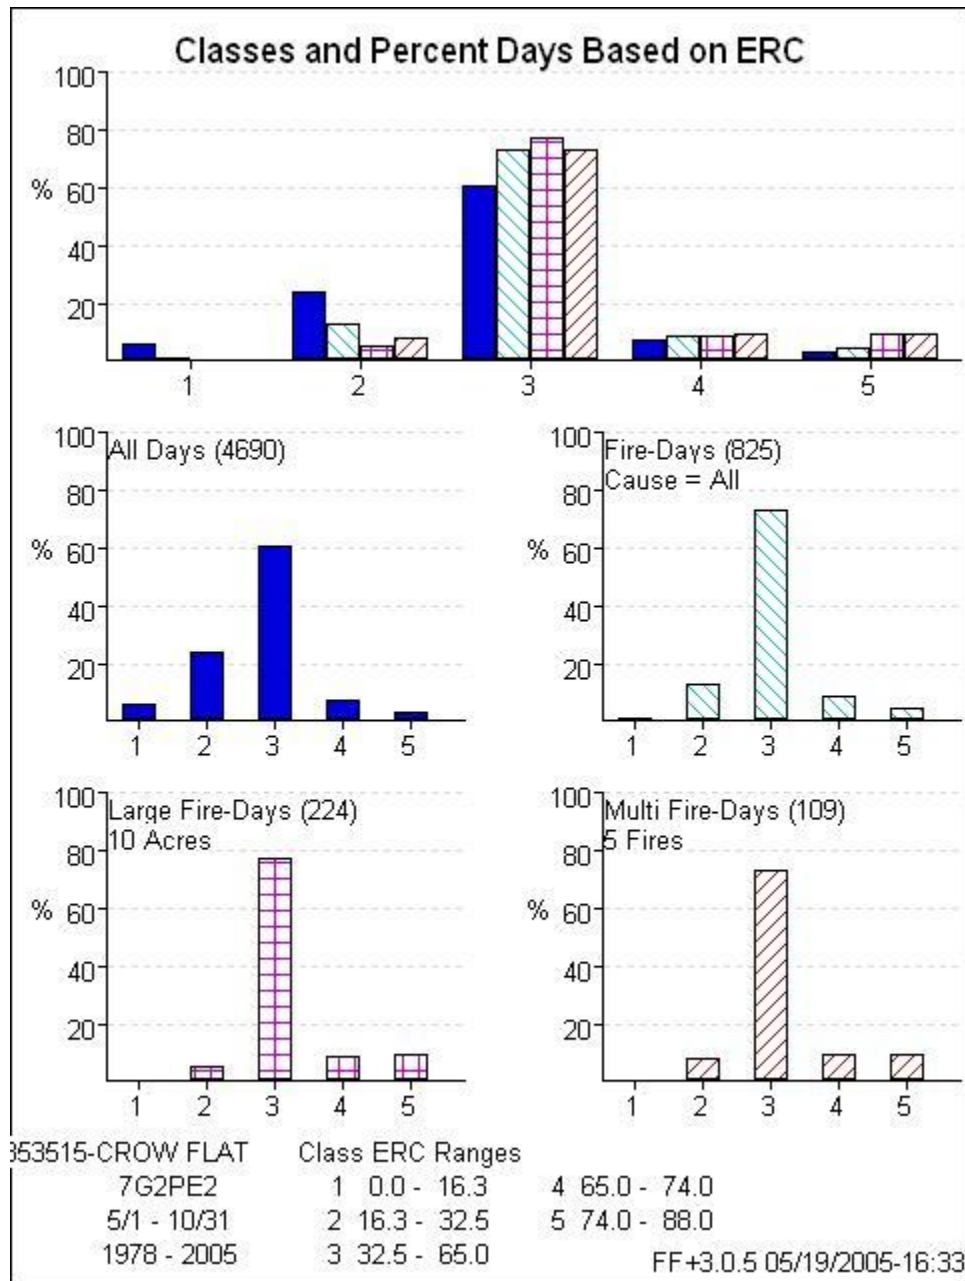 Classes and Percent Days Based on ERC
100
80
% 60
40
20
1 2 3 4 5
100
All Days (4690)
80
% 60
40
20
1 2 3 4 5
100
Fire-Days (825)
Cause = All
80
% 60
40
20
1 2 3 4 5
100
Large Fire-Days (224)
10 Acres
80
% 60
40
20
1 2 3 4 5
100
Multi Fire-Days (109)
5 Fires
80
% 60
40
20
1 2 3 4 5
353515-CROW FLAT
7G2PE2
5/1 - 10/31
1978 - 2005
Class ERC Ranges
1 0.0 - 16.3
2 16.3 - 32.5
3 32.5 - 65.0
4 65.0 - 74.0
5 74.0 - 88.0
FF+3.0.5 05/19/2005-16:33